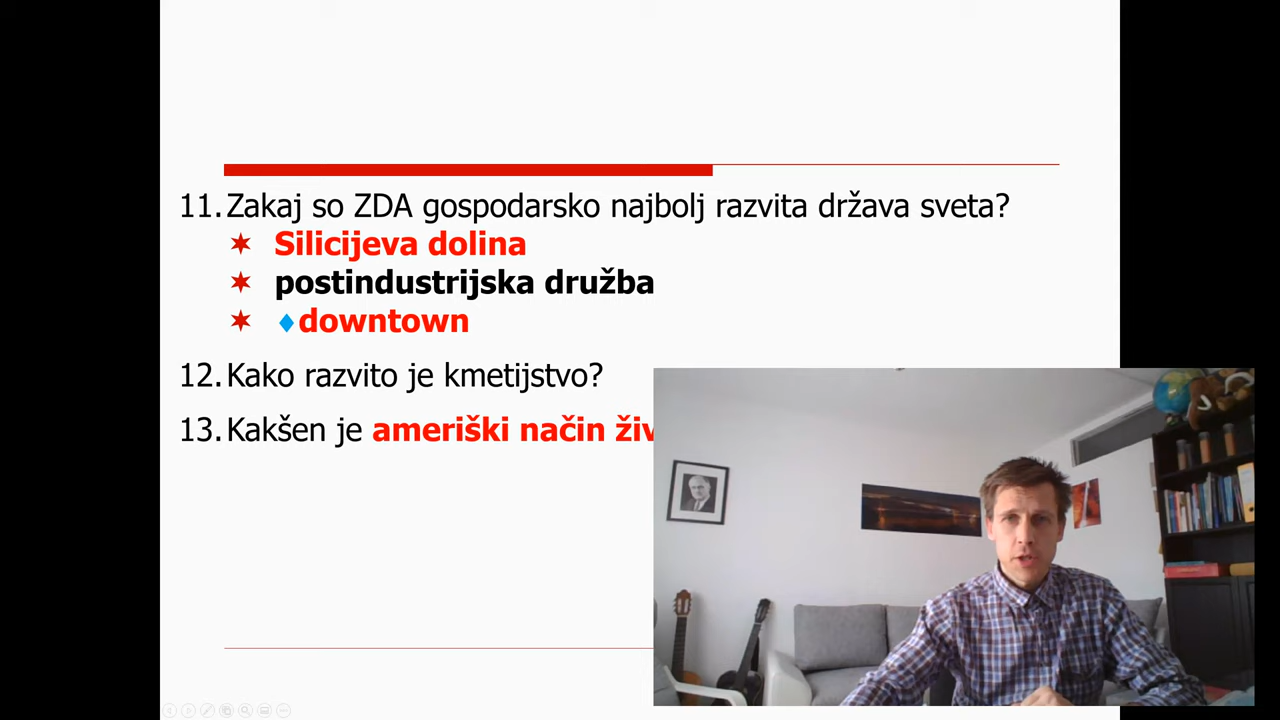 11. Zakaj so ZDA gospodarsko najbolj razvita država sveta?
Silicijeva dolina
postindustrijska družba
downtown
12. Kako razvito je kmetijstvo?
13. Kakšen je ameriški način živ